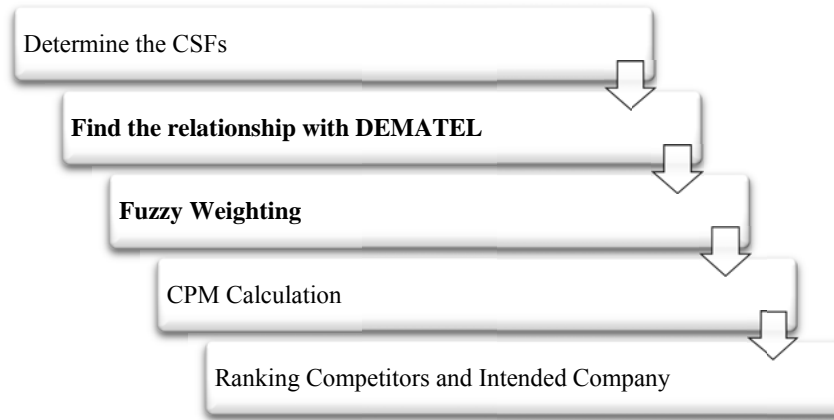 Determine the CSFs
Find the relationship with DEMATEL
Fuzzy Weighting
CPM Calculation
Ranking Competitors and Intended Company